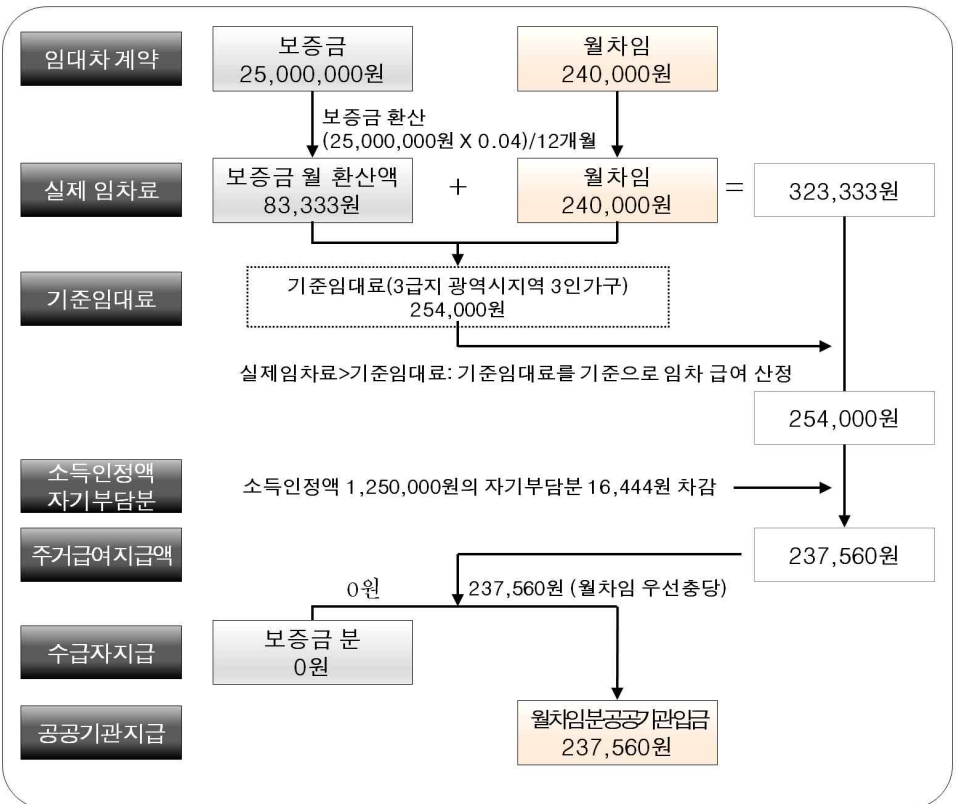 임대차 계약
보증금
25,000,000원
월차임
240,000원
보증금 환산
(25,000,000원 X 0.04)/12개월
실제 임차료
보증금 월 환산액
83,333원
+
월차임
240,000원
=
323,333원
기준임대료
기준임대료(3급지 광역시지역 3인가구)
254,000원
실제임차료>기준임대료: 기준임대료를 기준으로 임차 급여 산정
254,000원
소득인정액
자기부담분
소득인정액 1,250,000원의 자기부담분 16,444원 차감
주거급여지급액
237,560원
0원
237,560원 (월차임 우선충당)
수급자지급
보증금 분
0원
공공기관지급
월차임분공공기관입금
237,560원